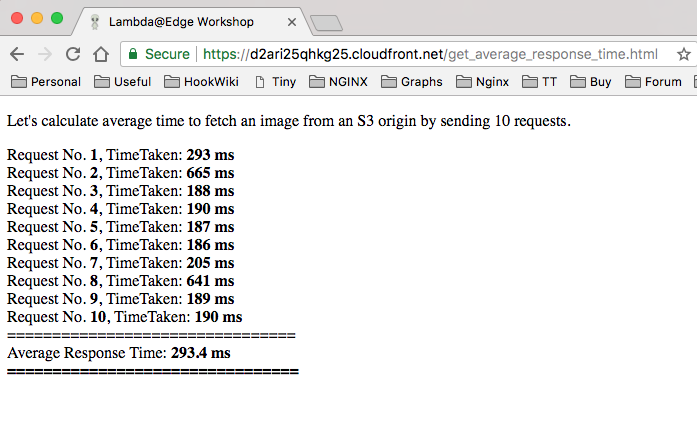 Lambda@Edge Workshop
Secure https://d2ari25qhkg25.cloudfront.net/get_average_response_time.html
Personal Useful HookWiki Tiny NGINX Graphs Nginx TT Buy Forum
Let's calculate average time to fetch an image from an S3 origin by sending 10 requests.
Request No. 1, TimeTaken: 293 ms
Request No. 2, TimeTaken: 665 ms
Request No. 3, TimeTaken: 188 ms
Request No. 4, TimeTaken: 190 ms
Request No. 5, TimeTaken: 187 ms
Request No. 6, TimeTaken: 186 ms
Request No. 7, TimeTaken: 205 ms
Request No. 8, TimeTaken: 641 ms
Request No. 9, TimeTaken: 189 ms
Request No. 10, TimeTaken: 190 ms
================================
Average Response Time: 293.4 ms
================================